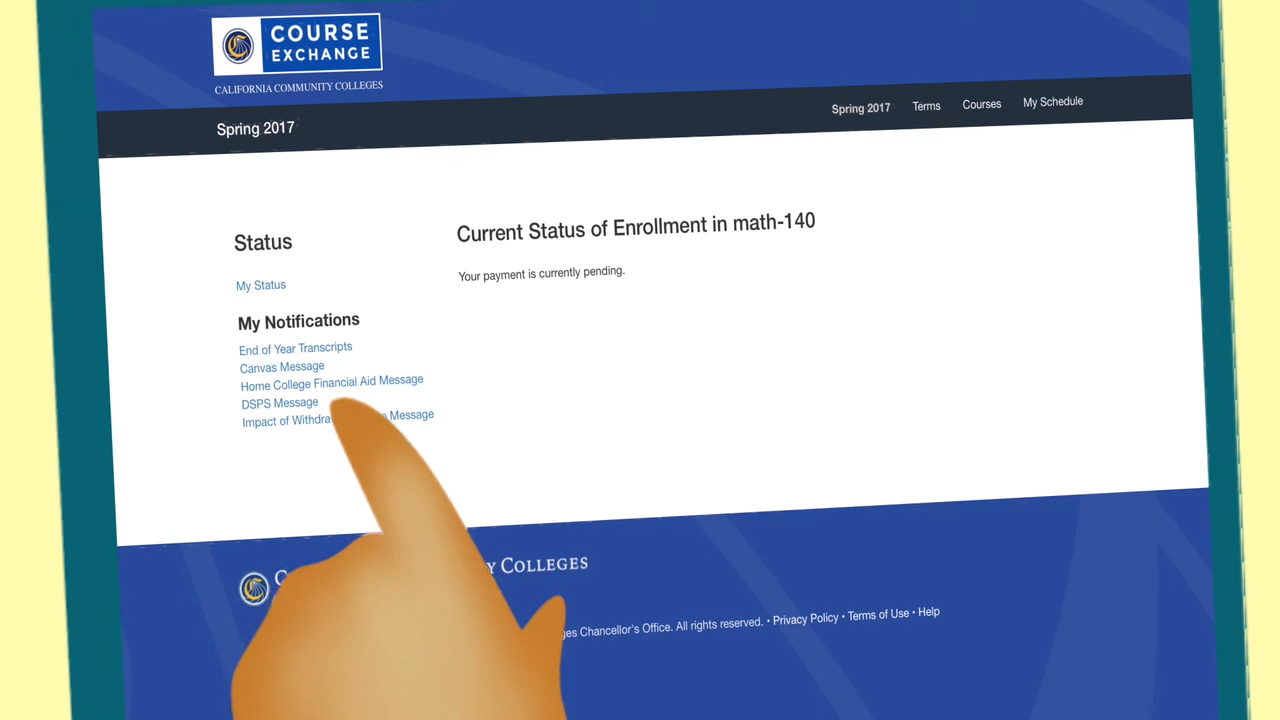 COURSE
EXCHANGE
CALIFORNIA COMMUNITY COLLEGES
Spring 2017
Spring 2017 Terms Courses My Schedule
Status
My Status
My Notifications
End of Year Transcripts
Canvas Message
Home College Financial Aid Message
DSPS Message
Impact of Message
Current Status of Enrollment in math-140
Your payment is currently pending.
COLLEGES
Chancellor's Office. All rights reserved. • Privacy Policy • Terms of Use • Help